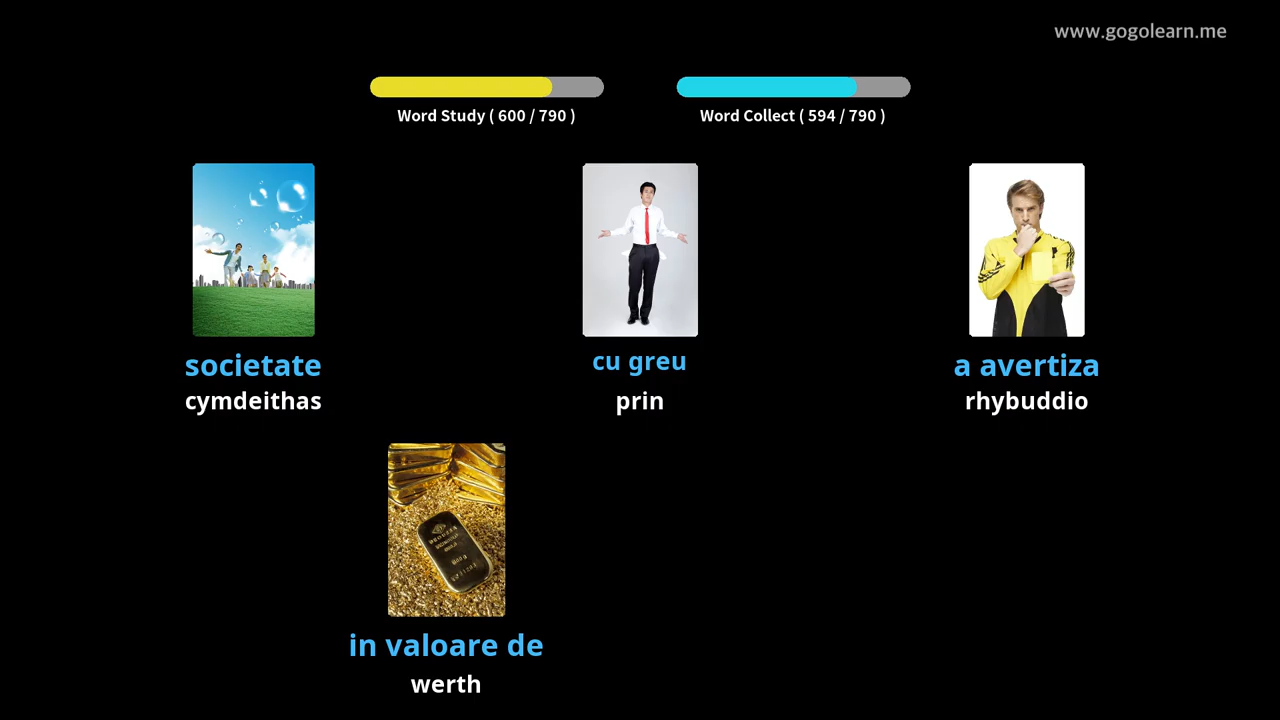 www.gogolearn.me
Word Study ( 600 / 790 )
Word Collect ( 594 / 790 )
societate
cymdeithas
cu greu
prin
a avertiza
rhybuddio
in valoare de
werth